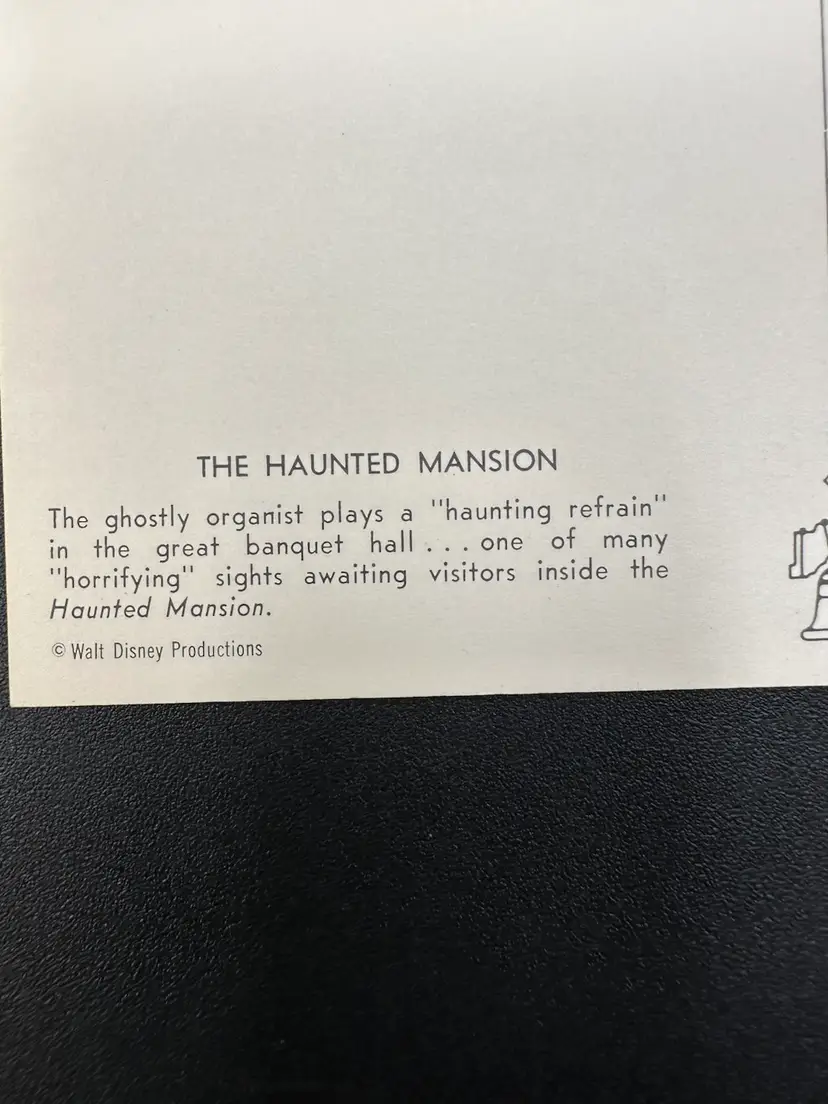 THE HAUNTED MANSION
The ghostly organist plays a "haunting refrain"
in the great banquet hall . . . one of many
"horrifying" sights awaiting visitors inside the
Haunted Mansion.
© Walt Disney Productions